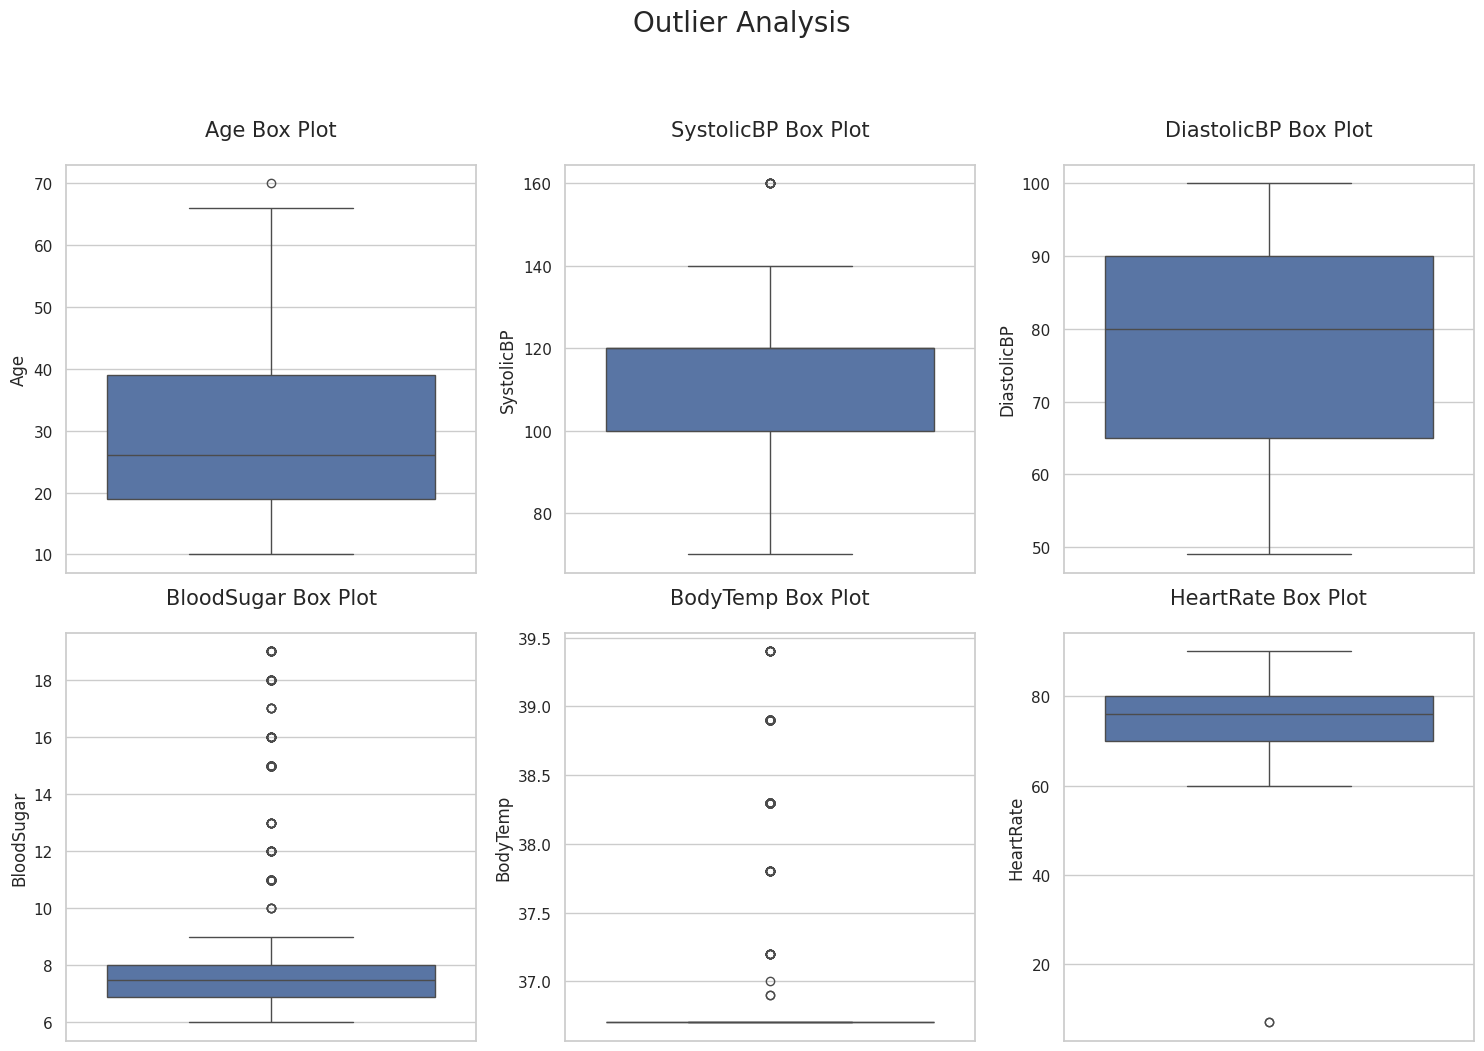 Outlier Analysis
Age Box Plot
SystolicBP Box Plot
DiastolicBP Box Plot
70
60
50
40
30
20
10
Age
160
140
120
100
80
SystolicBP
100
90
80
70
60
50
DiastolicBP
BloodSugar Box Plot
BodyTemp Box Plot
HeartRate Box Plot
18
16
14
12
10
8
6
BloodSugar
39.5
39.0
38.5
38.0
37.5
37.0
BodyTemp
80
60
40
20
HeartRate